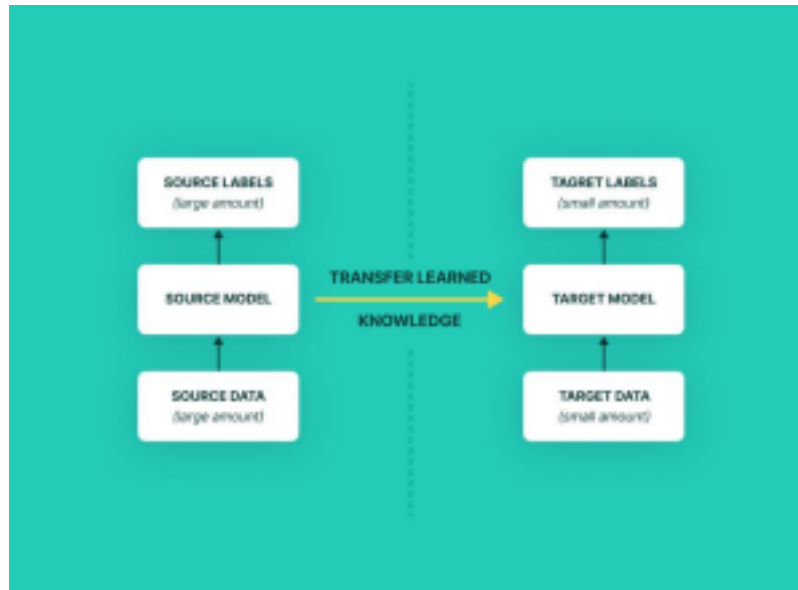 SOURCE LABELS
(large amount)
SOURCE MODEL
SOURCE DATA
(large amount)
TRANSFER LEARNED
KNOWLEDGE
TAGRET LABELS
(small amount)
TARGET MODEL
TARGET DATA
(small amount)